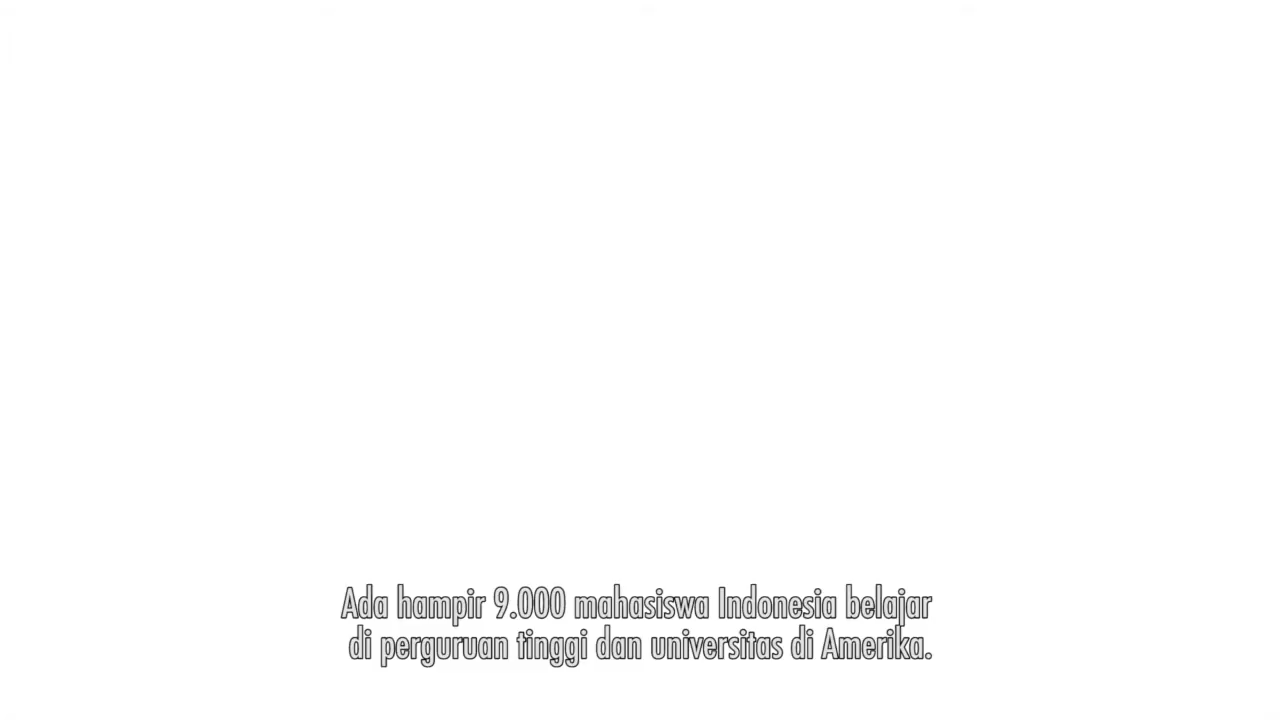 Ada hampir 9.000 mahasiswa Indonesia belajar
di perguruan tinggi dan universitas di Amerika.